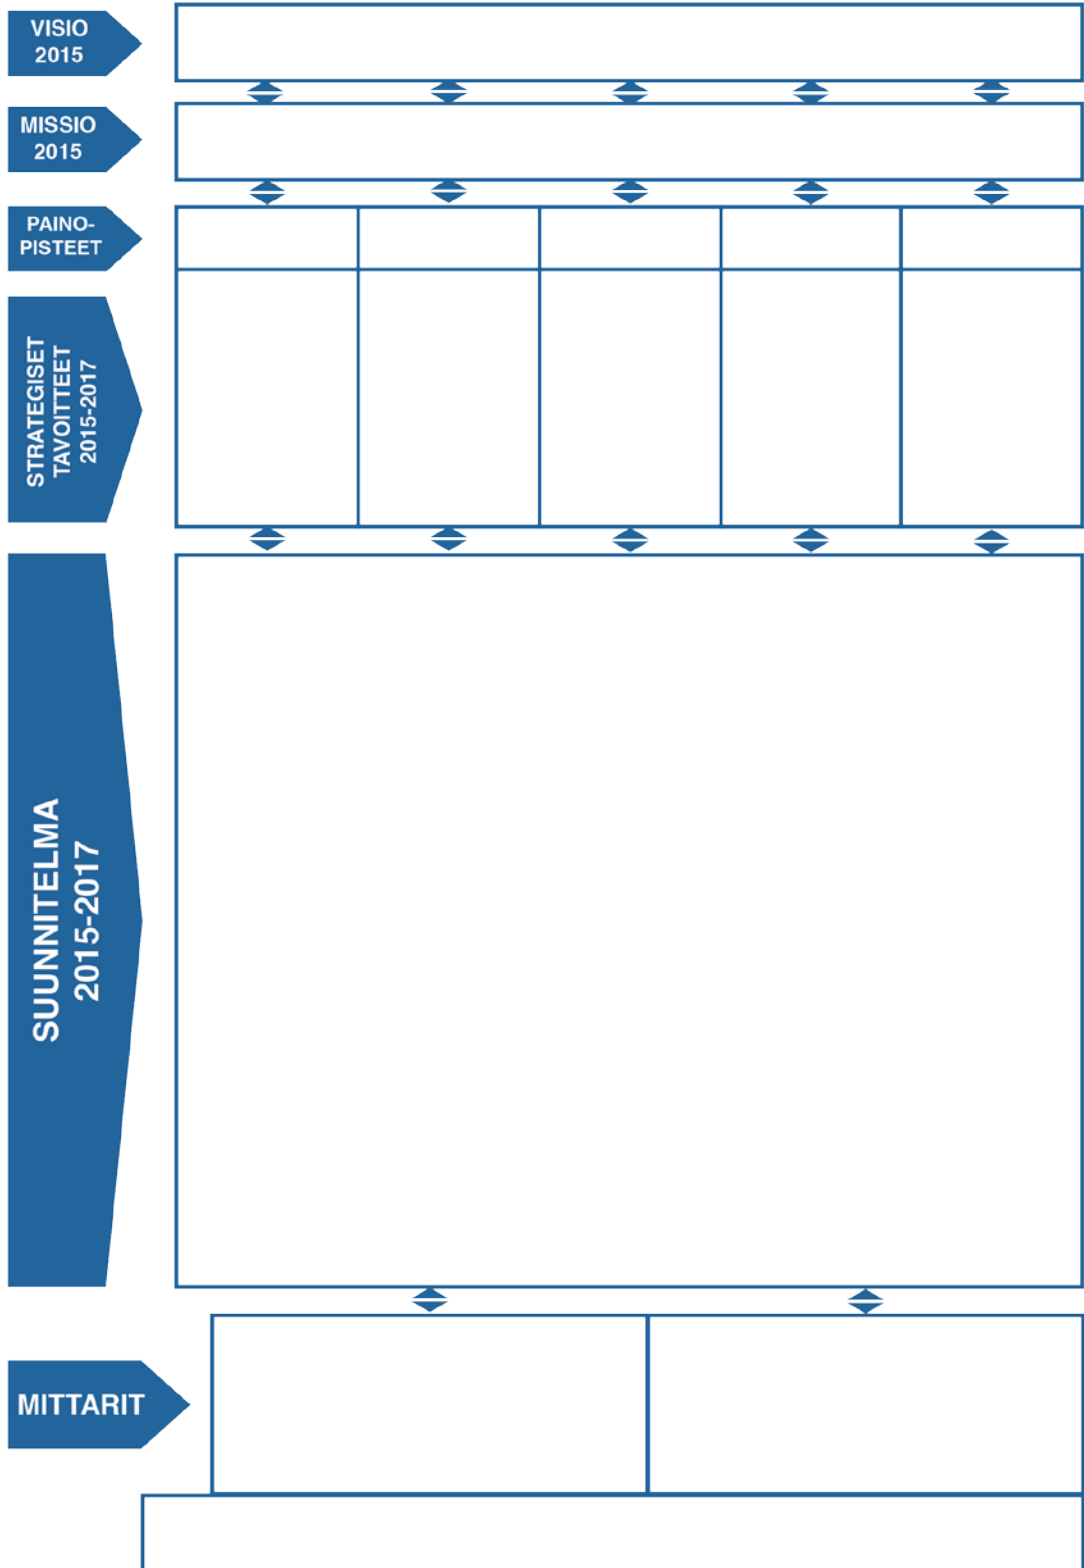 VISIO
2015
MISSIO
2015
PAINO-
PISTEET
STRATEGISET
TAVOITTEET
2015-2017
SUUNNITELMA
2015-2017
MITTARIT